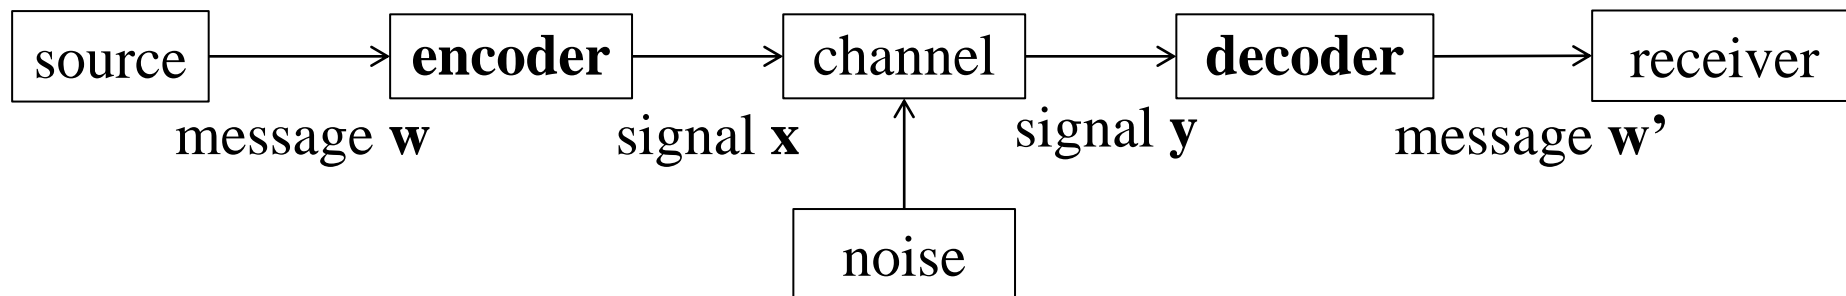 source
encoder
channel
decoder
receiver
message w
signal x
signal y
message w’
noise